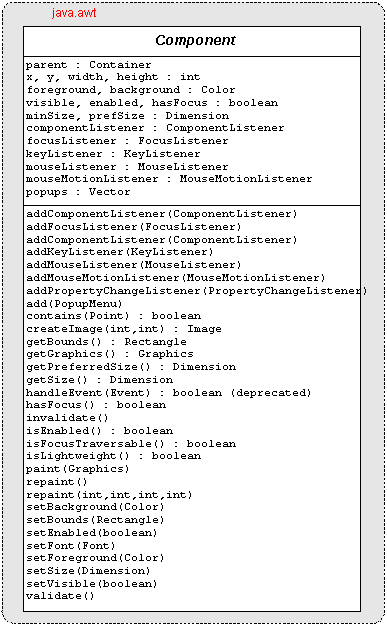 java.awt
Component
parent : Container
x, y, width, height : int
foreground, background : Color
visible, enabled, hasFocus : boolean
minSize, prefSize : Dimension
componentListener : ComponentListener
focusListener : FocusListener
keyListener : KeyListener
mouseListener : MouseListener
mouseMotionListener : MouseMotionListener
popups : Vector
addComponentListener(ComponentListener)
addFocusListener(FocusListener)
addComponentListener(ComponentListener)
addKeyListener(KeyListener)
addMouseListener(MouseListener)
addMouseMotionListener(MouseMotionListener)
addPropertyChangeListener(PropertyChangeListener)
add(PopupMenu)
contains(Point) : boolean
createImage(int,int) : Image
getBounds() : Rectangle
getGraphics() : Graphics
getPreferredSize() : Dimension
getSize() : Dimension
handleEvent(Event) : boolean (deprecated)
hasFocus() : boolean
invalidate()
isEnabled() : boolean
isFocusTraversable() : boolean
isLightweight() : boolean
paint(Graphics)
repaint()
repaint(int,int,int,int)
setBackground(Color)
setBounds(Rectangle)
setEnabled(boolean)
setFont(Font)
setForeground(Color)
setSize(Dimension)
setVisible(boolean)
validate()